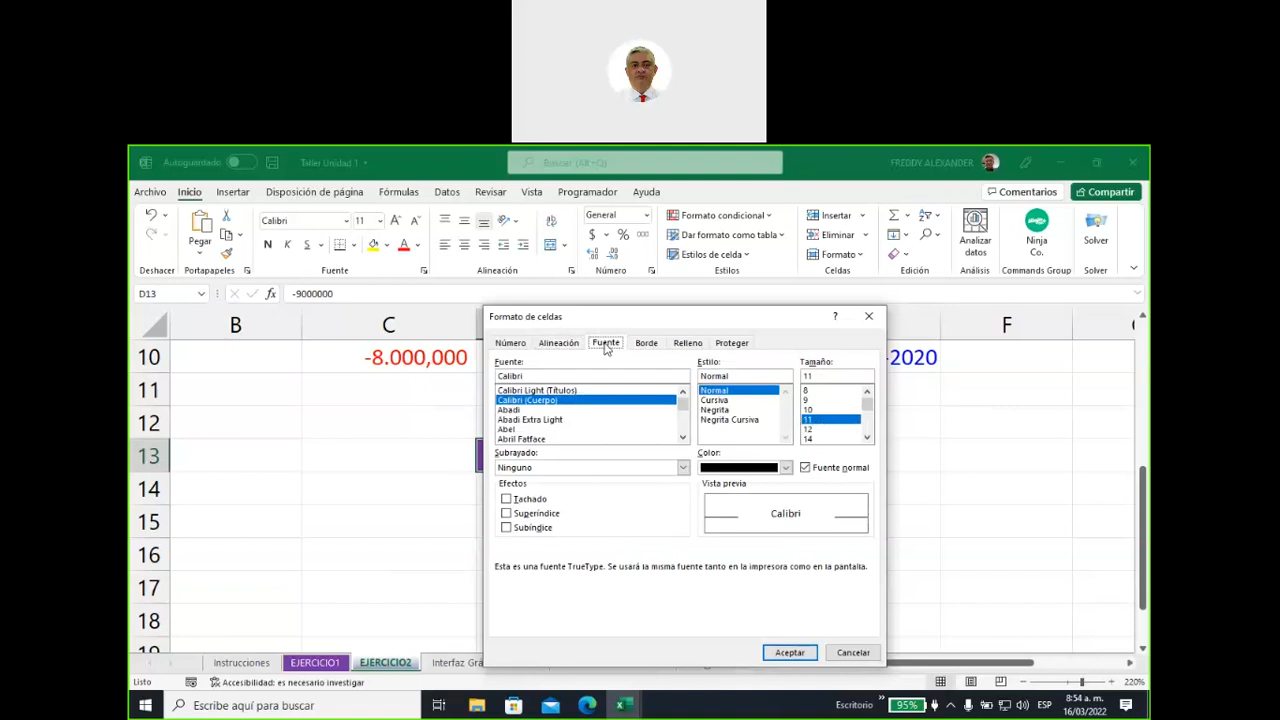 Autoguardado
Taller Unidad 1
Buscar (Alt+Q)
FREDDY ALEXANDER
Archivo Inicio Insertar Disposición de página Fórmulas Datos Revisar Vista Programador Ayuda Comentarios Compartir
Pegar
Calibri 11
N K S
General
$ % 000
Formato condicional
Dar formato como tabla
Estilos de celda
Insertar
Eliminar
Formato
Analizar datos
Ninja Co.
Solver
Deshacer Portapapeles Fuente Alineación Número Estilos Celdas Edición Análisis Commands Group Solver
D13 fx -9000000
B C F
10 -8.000,000 -2020
11
13
14
15
16
17
18
19
Formato de celdas ?
Número Alineación Fuente Borde Relleno Proteger
Fuente: Estilo: Tamaño:
Calibri Normal 11
Calibri Light (Títulos) Normal 8
Calibri (Cuerpo) Cursiva 9
Abadi Negrita 10
Abadi Extra Light Negrita Cursiva 11
Abel 12
Abril Fatface 14
Subrayado: Color:
Ninguno Fuente normal
Efectos Vista previa
Tachado
Superíndice Calibri
Subíndice
Esta es una fuente TrueType. Se usará la misma fuente tanto en la impresora como en la pantalla.
Aceptar Cancelar
Instrucciones EJERCICIO1 EJERCICIO2 Interfaz Grá
Listo Accesibilidad: es necesario investigar 220%
Escribe aquí para buscar
Escritorio 95% ESP 8:54 a. m.
16/03/2022